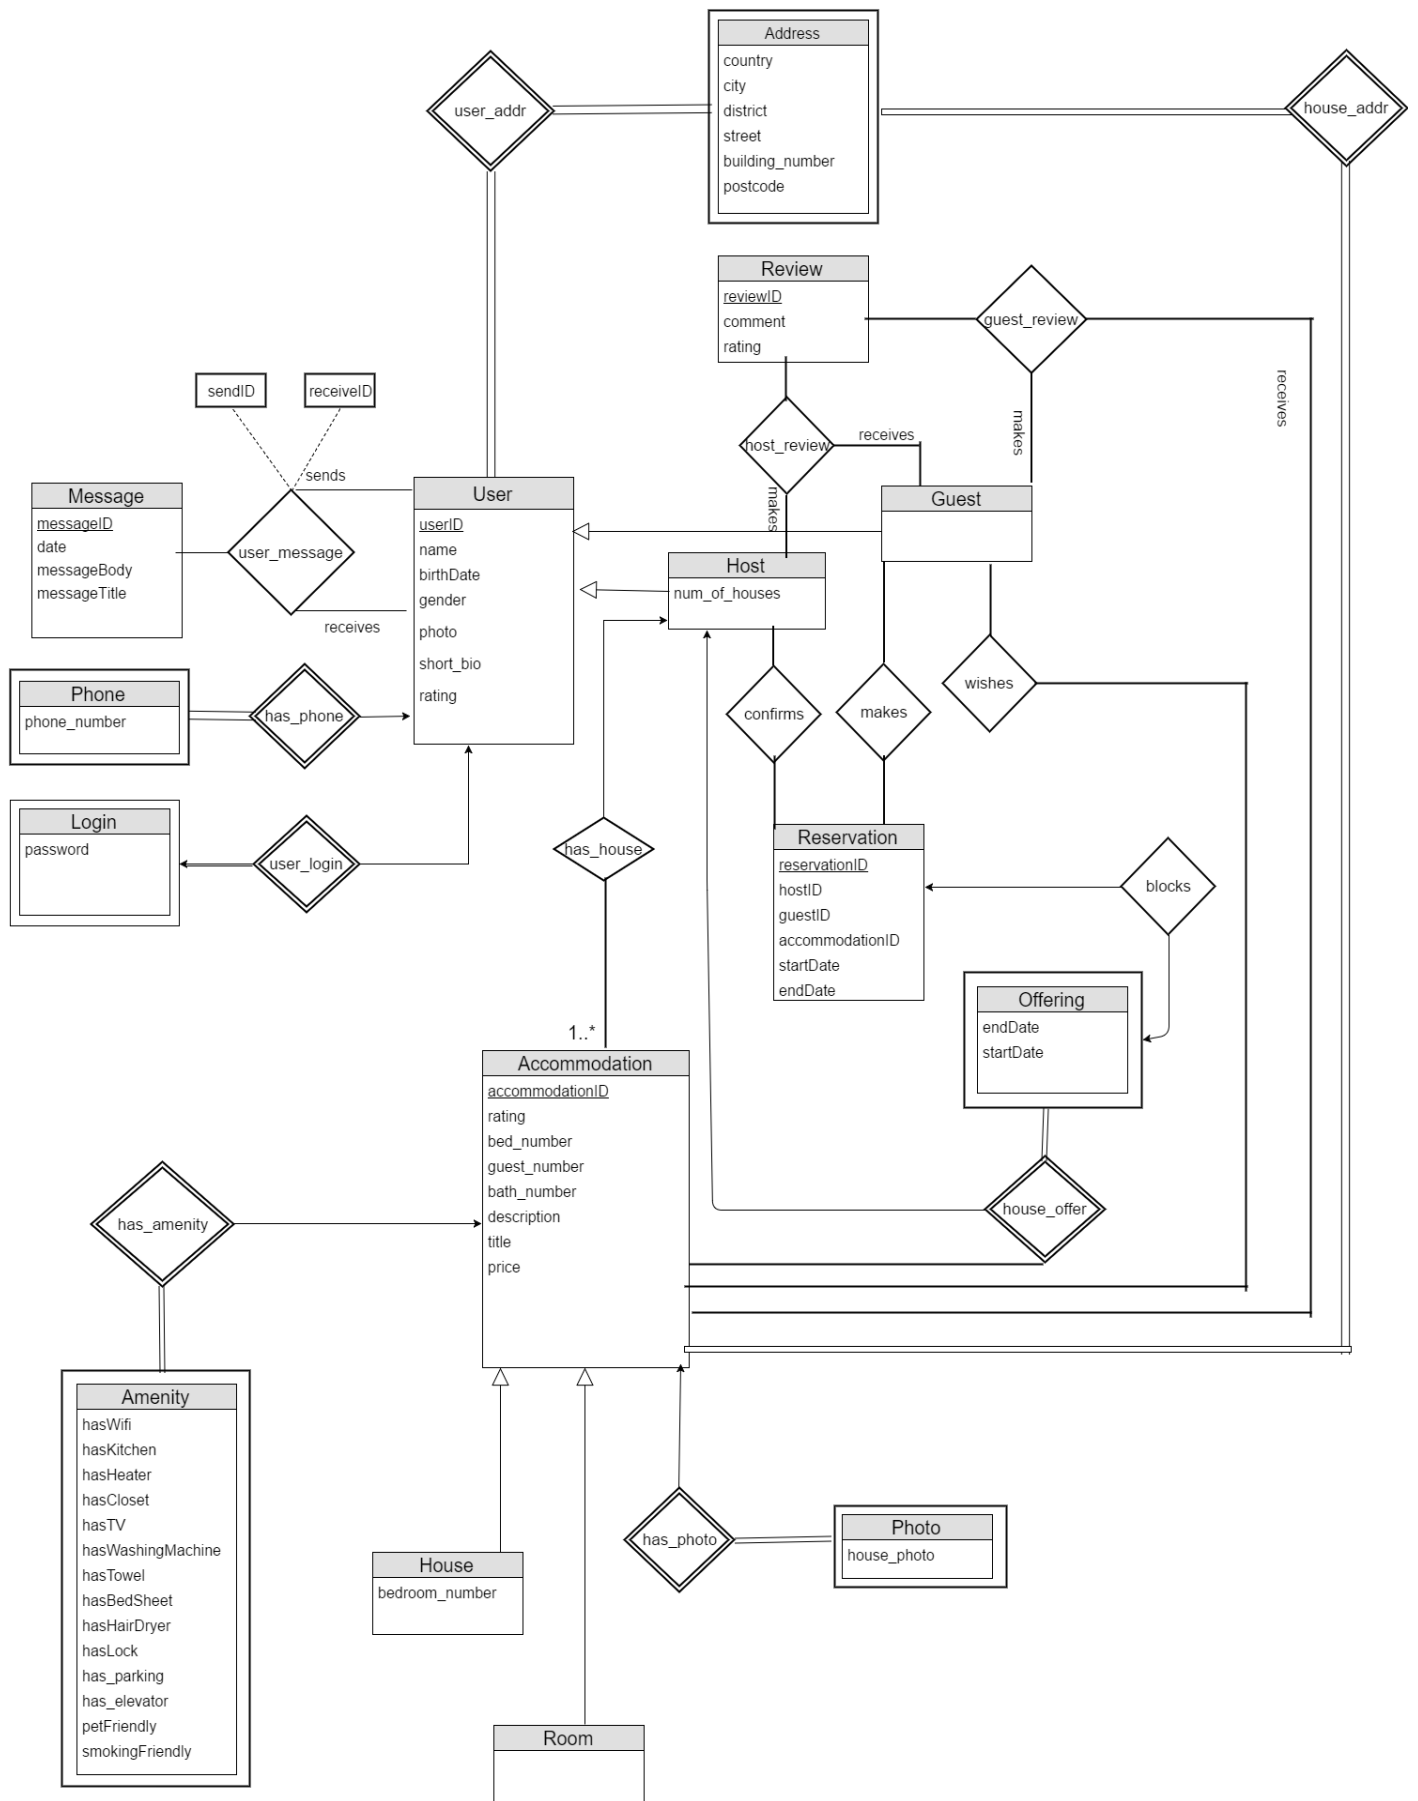 Address
country
city
district
street
building_number
postcode
user_addr
house_addr
Review
reviewID
comment
rating
guest_review
receives
makes
host_review
receives
makes
sendID
receiveID
sends
Message
messageID
date
messageBody
messageTitle
user_message
receives
User
userID
name
birthDate
gender
photo
short_bio
rating
Guest
Host
num_of_houses
Phone
phone_number
has_phone
confirms
makes
wishes
Login
password
user_login
has_house
1..*
Reservation
reservationID
hostID
guestID
accommodationID
startDate
endDate
blocks
Offering
endDate
startDate
house_offer
Accommodation
accommodationID
rating
bed_number
guest_number
bath_number
description
title
price
has_amenity
Amenity
hasWifi
hasKitchen
hasHeater
hasCloset
hasTV
hasWashingMachine
hasTowel
hasBedSheet
hasHairDryer
hasLock
has_parking
has_elevator
petFriendly
smokingFriendly
House
bedroom_number
has_photo
Photo
house_photo
Room